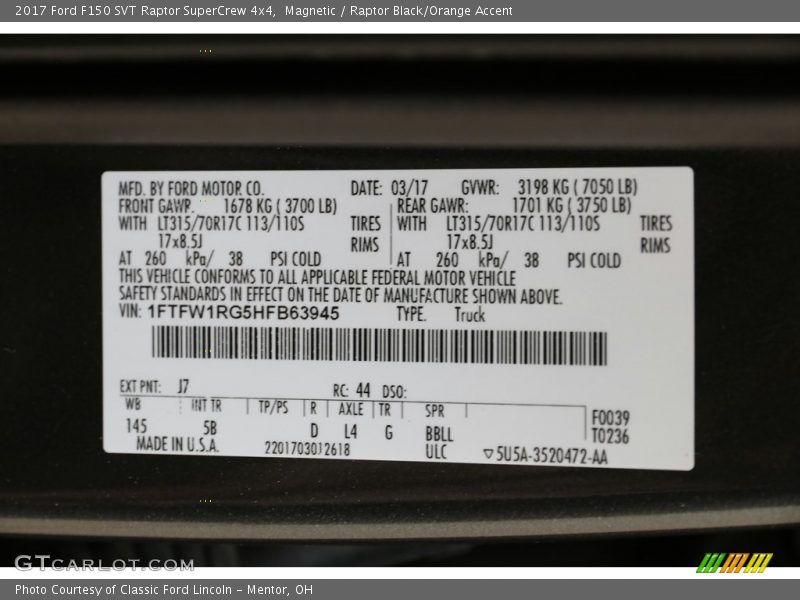 2017 Ford F150 SVT Raptor SuperCrew 4x4, Magnetic / Raptor Black/Orange Accent
MFD. BY FORD MOTOR CO. DATE: 03/17 GVWR: 3198 KG ( 7050 LB)
FRONT GAWR. 1678 KG ( 3700 LB) REAR GAWR: 1701 KG ( 3750 LB)
WITH LT315/70R17C 113/110S TIRES WITH LT315/70R17C 113/110S TIRES
17x8.5J RIMS 17x8.5J RIMS
AT 260 kPa/ 38 PSI COLD AT 260 kPa/ 38 PSI COLD
THIS VEHICLE CONFORMS TO ALL APPLICABLE FEDERAL MOTOR VEHICLE
SAFETY STANDARDS IN EFFECT ON THE DATE OF MANUFACTURE SHOWN ABOVE.
VIN: 1FTFW1RG5HFB63945 TYPE. Truck
EXT PNT: J7 RC: 44 DSO:
WB INT TR TP/PS R AXLE TR SPR F0039
145 5B D L4 G BBLL T0236
MADE IN U.S.A. 2201703012618 ULC ▽5U5A-3520472-AA
GTCARLOT.COM
Photo Courtesy of Classic Ford Lincoln – Mentor, OH